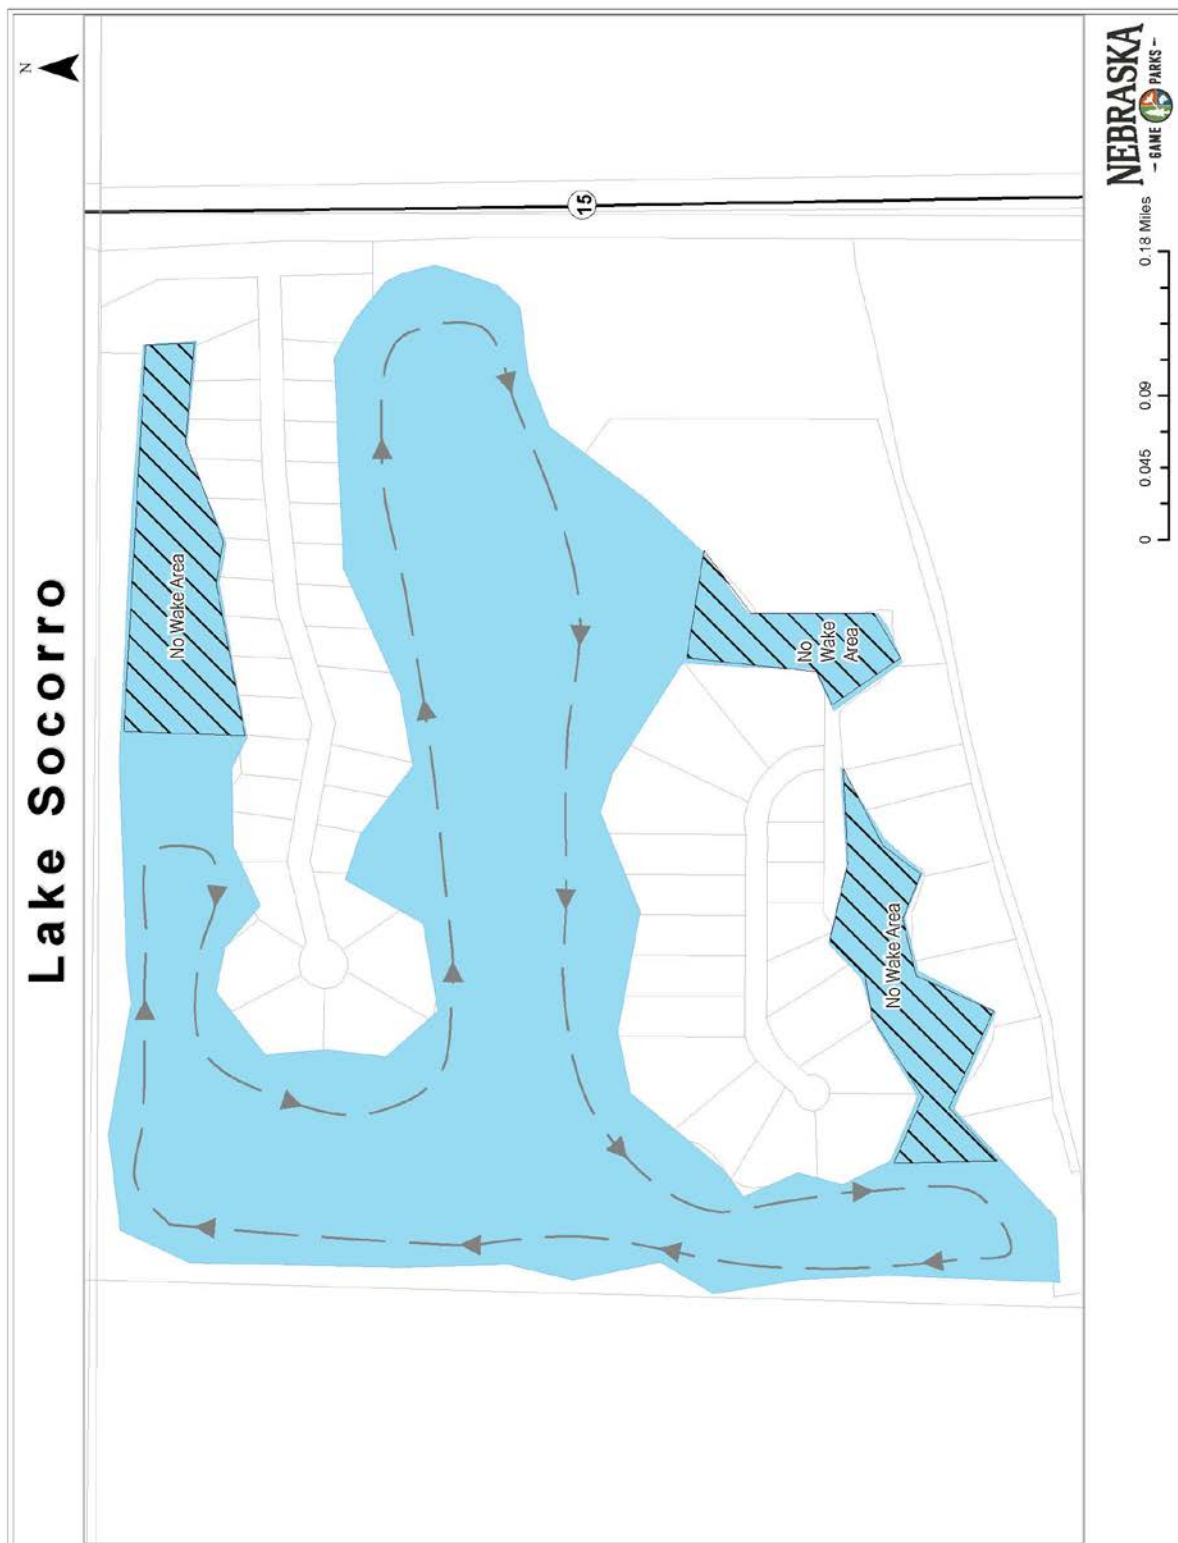 Lake Socorro
N
No Wake Area
15
No
Wake
Area
No Wake Area
0 0.045 0.09 0.18 Miles
NEBRASKA
- GAME PARKS -